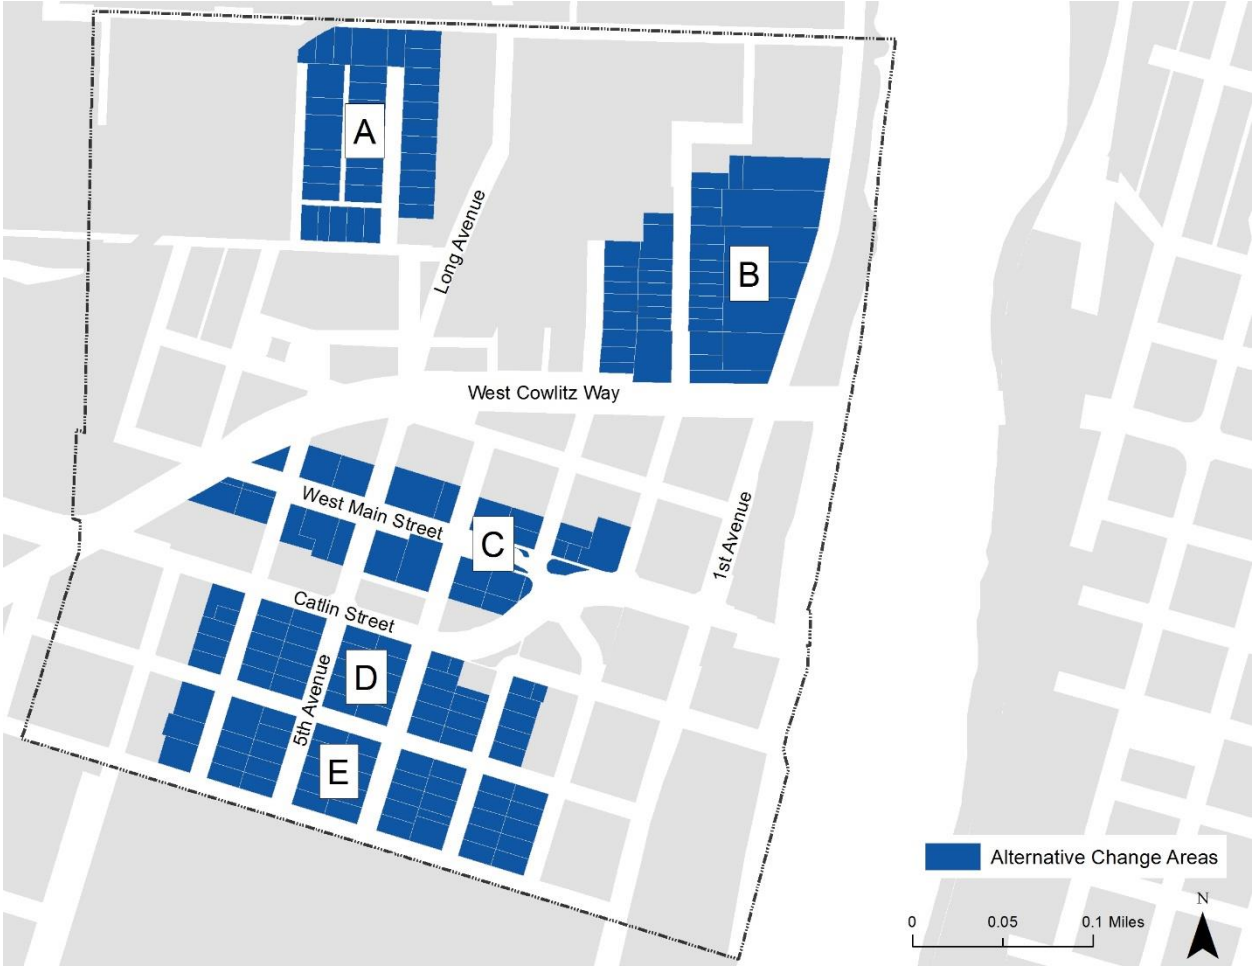 A
Long Avenue
B
West Cowlitz Way
West Main Street
C
1st Avenue
Catlin Street
D
5th Avenue
E
Alternative Change Areas
0 0.05 0.1 Miles
N